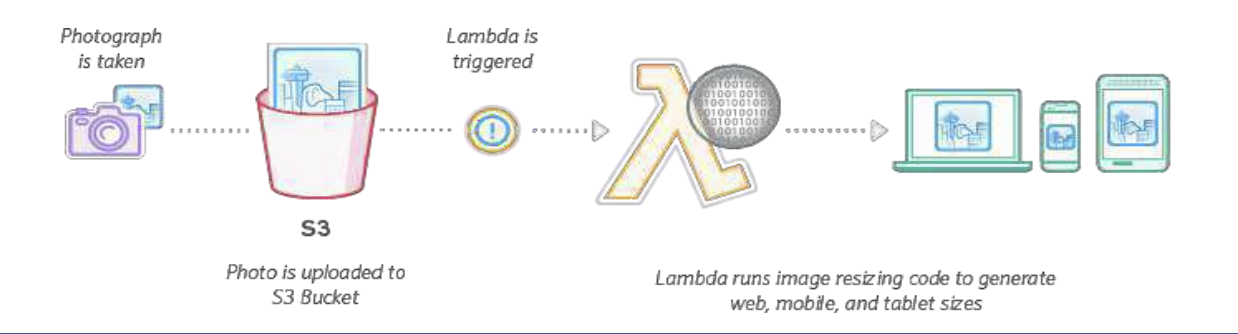 Photograph
is taken
Lambda is
triggered
S3
Photo is uploaded to
S3 Bucket
Lambda runs image resizing code to generate
web, mobile, and tablet sizes